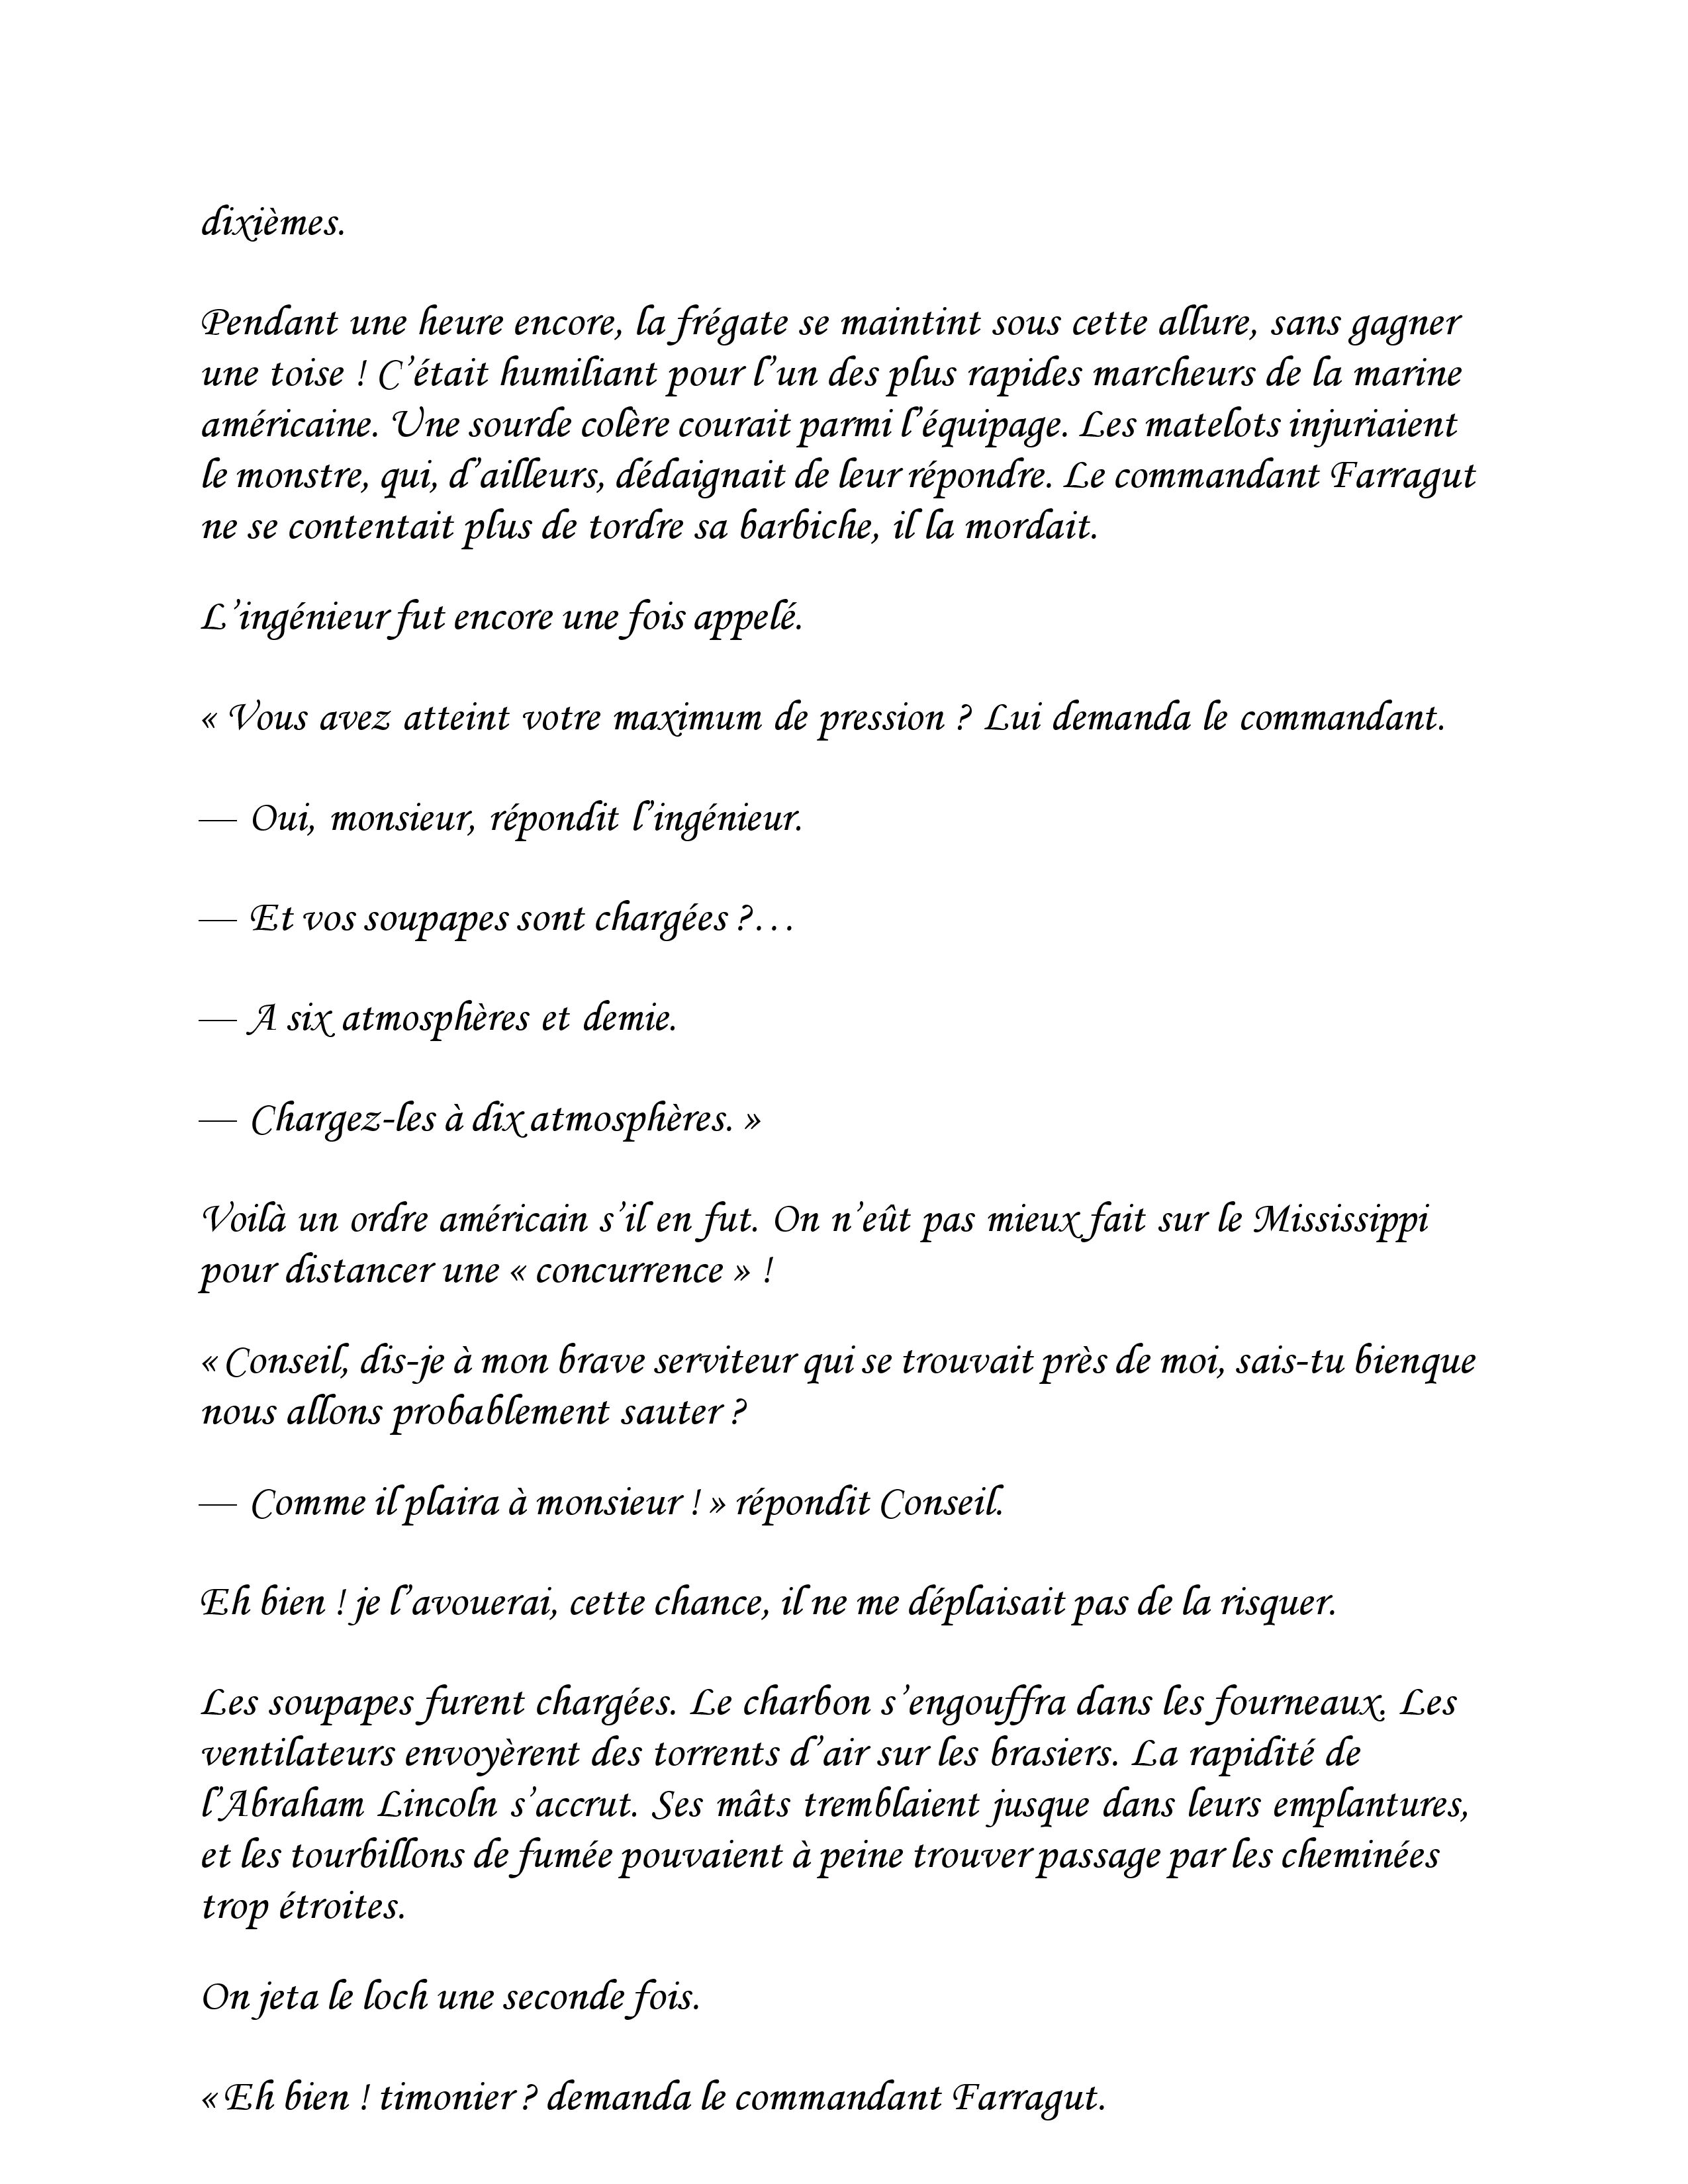 dixièmes.
Pendant une heure encore, la frégate se maintint sous cette allure, sans gagner
une toise ! C’était humiliant pour l’un des plus rapides marcheurs de la marine
américaine. Une sourde colère courait parmi l’équipage. Les matelots injuriaient
le monstre, qui, d’ailleurs, dédaignait de leur répondre. Le commandant Farragut
ne se contentait plus de tordre sa barbiche, il la mordait.
L’ingénieur fut encore une fois appelé.
« Vous avez atteint votre maximum de pression ? Lui demanda le commandant.
— Oui, monsieur, répondit l’ingénieur.
— Et vos soupapes sont chargées ?…
— A six atmosphères et demie.
— Chargez-les à dix atmosphères. »
Voilà un ordre américain s’il en fut. On n’eût pas mieux fait sur le Mississippi
pour distancer une « concurrence » !
« Conseil, dis-je à mon brave serviteur qui se trouvait près de moi, sais-tu bienque
nous allons probablement sauter ?
— Comme il plaira à monsieur ! » répondit Conseil.
Eh bien ! je l’avouerai, cette chance, il ne me déplaisait pas de la risquer.
Les soupapes furent chargées. Le charbon s’engouffra dans les fourneaux. Les
ventilateurs envoyèrent des torrents d’air sur les brasiers. La rapidité de
l’Abraham Lincoln s’accrut. Ses mâts tremblaient jusque dans leurs emplantures,
et les tourbillons de fumée pouvaient à peine trouver passage par les cheminées
trop étroites.
On jeta le loch une seconde fois.
« Eh bien ! timonier ? demanda le commandant Farragut.